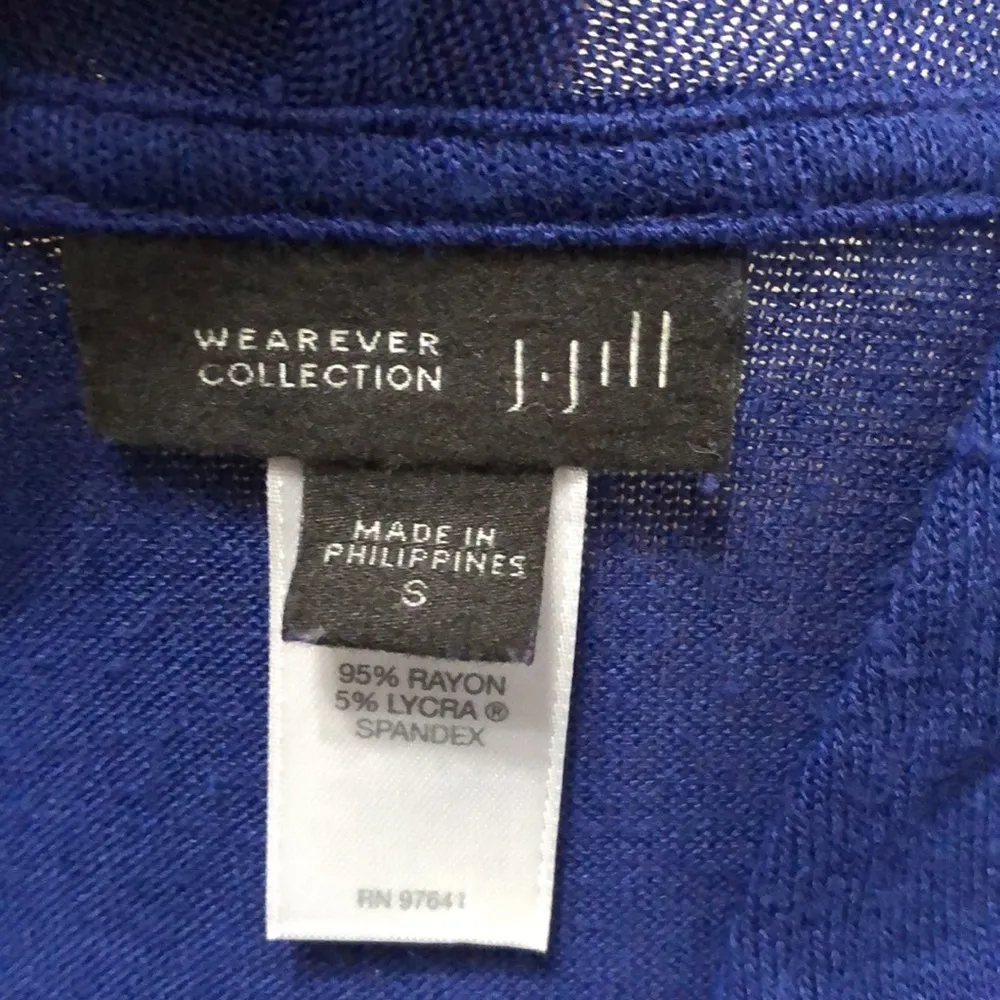 WEAREVER
COLLECTION
J.Jill
MADE IN
PHILIPPINES
S
95% RAYON
5% LYCRA ®
SPANDEX
RN 97641